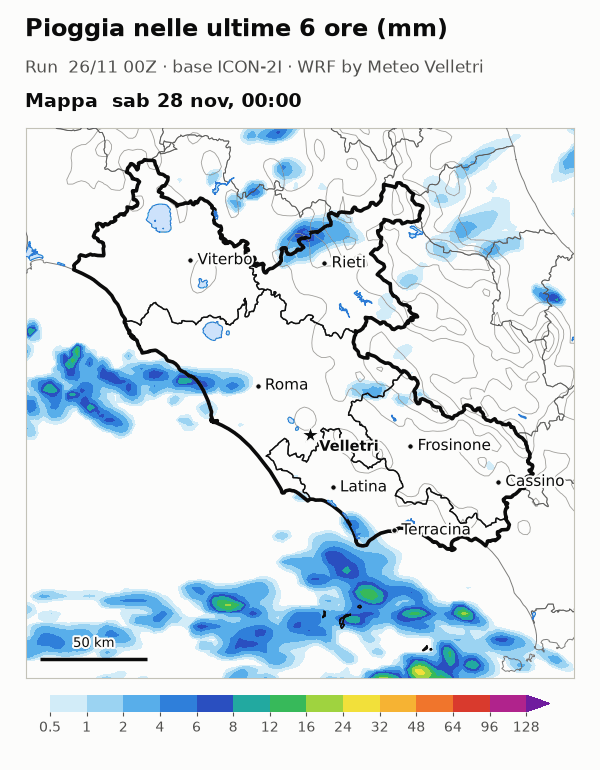 Pioggia nelle ultime 6 ore (mm)
Run 26/11 00Z · base ICON-2I · WRF by Meteo Velletri
Mappa sab 28 nov, 00:00
Viterbo
Rieti
Roma
Velletri
Frosinone
Cassino
Latina
Terracina
50 km
0.5 1 2 4 6 8 12 16 24 32 48 64 96 128